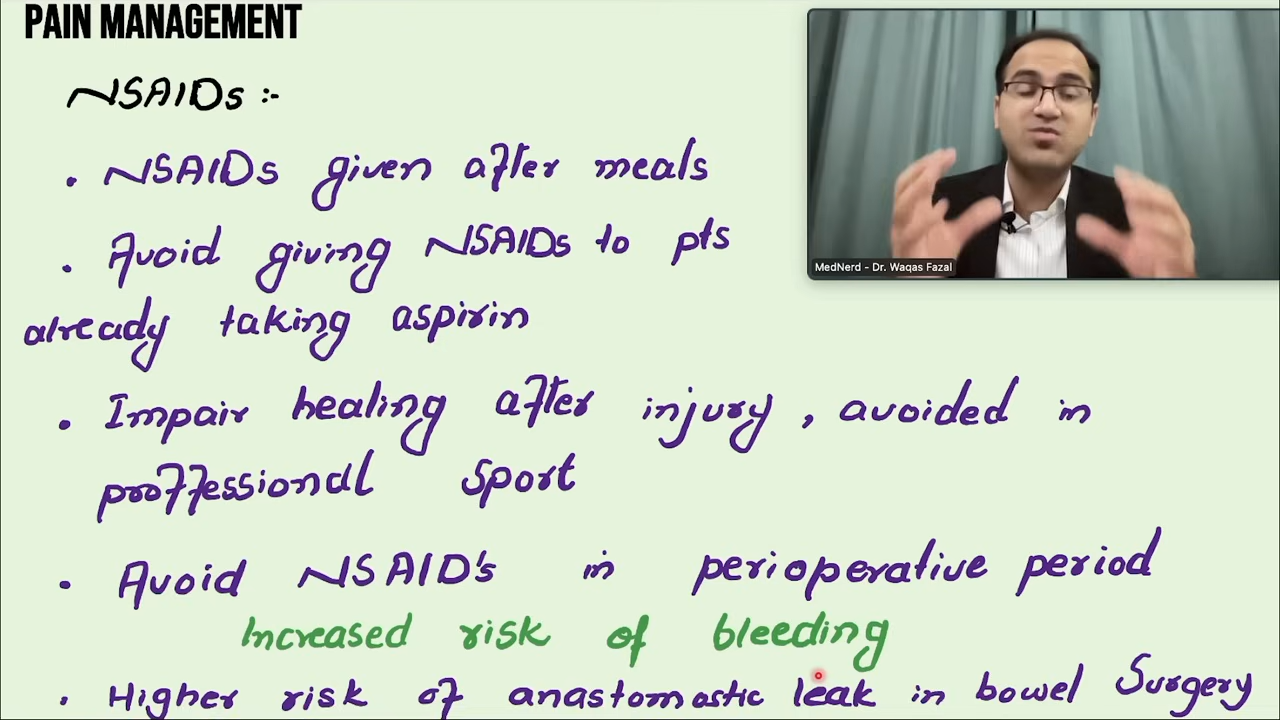 PAIN MANAGEMENT
NSAIDs :-
• NSAIDs given after meals
• Avoid giving NSAIDs to pts
already taking aspirin
• Impair healing after injury, avoided in
proffessional sport
• Avoid NSAID's in perioperative period
Increased risk of bleeding
• Higher risk of anastomotic leak in bowel Surgery
MedNerd - Dr. Waqas Fazal